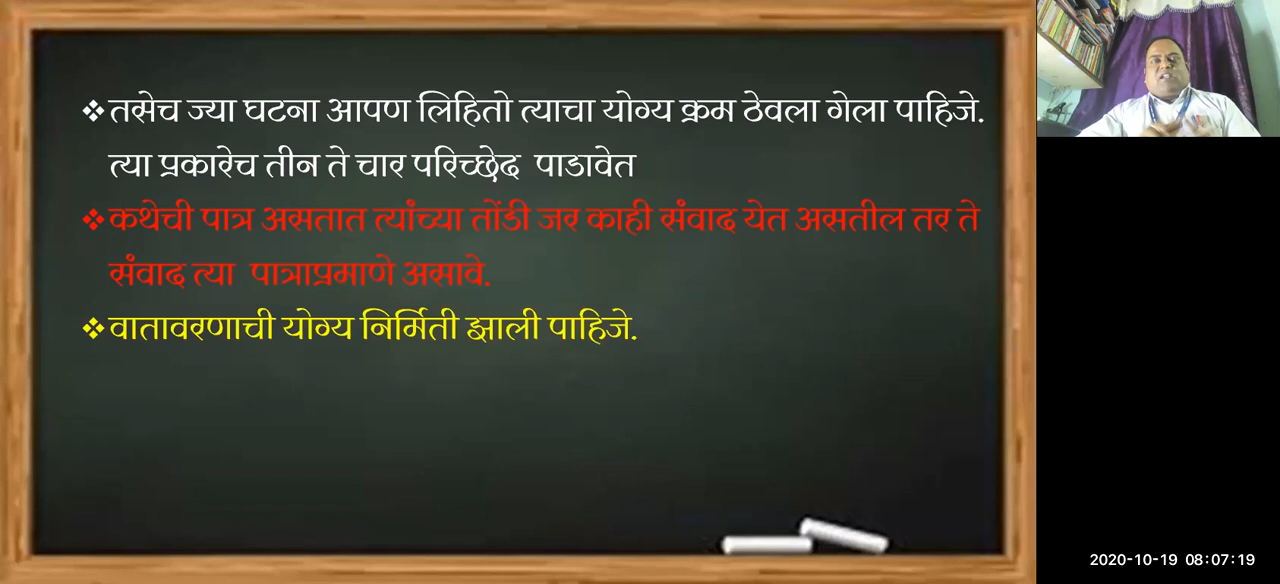 ❖तसेच ज्या घटना आपण लिहितो त्याचा योग्य क्रम ठेवला गेला पाहिजे.
त्या प्रकारेच तीन ते चार परिच्छेद पाडावेत
❖कथेची पात्र असतात त्यांच्या तोंडी जर काही संवाद येत असतील तर ते
संवाद त्या पात्राप्रमाणे असावे.
❖वातावरणाची योग्य निर्मिती झाली पाहिजे.
2020-10-19 08:07:19